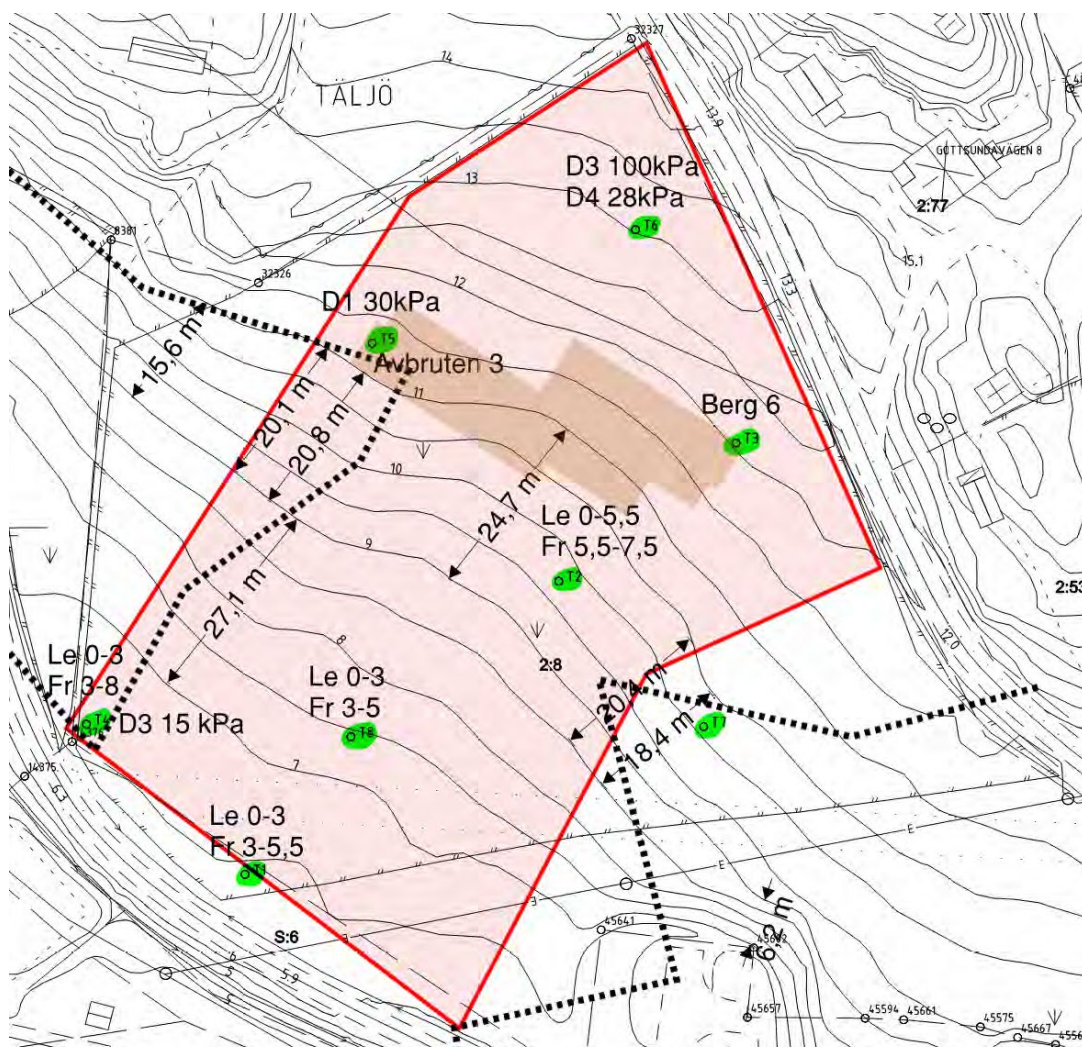 32327
14
TÄLJÖ
13.9
GOTTSUNDAVÄGEN 8
D3 100kPa
D4 28kPa
13
2:77
T6
8381
32326
15.1
12
13.3
D1 30kPa
T5
Avbruten 3
15,6 m
11
20,1 m
20,8 m
Berg 6
T3
10
24,7 m
Le 0-5,5
Fr 5,5-7,5
9
T2
2:53
27,1 m
12.0
8
2:8
Le 0-3
Fr 3-8
Le 0-3
Fr 3-5
20,1 m
T4
D3 15 kPa
T8
T7
18,4 m
14875
7
6.3
Le 0-3
Fr 3-5,5
T1
E
E
6,2 m
45641
S:6
6
5.9
45657
45594
45661
45575
45667